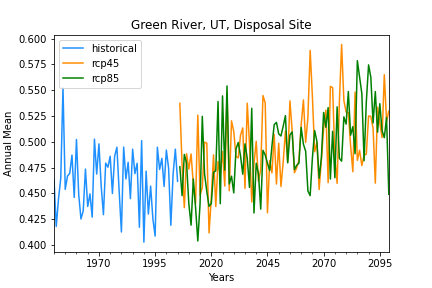 Green River, UT, Disposal Site
historical
rcp45
rcp85
Annual Mean
0.600
0.575
0.550
0.525
0.500
0.475
0.450
0.425
0.400
1970 1995 2020 2045 2070 2095
Years